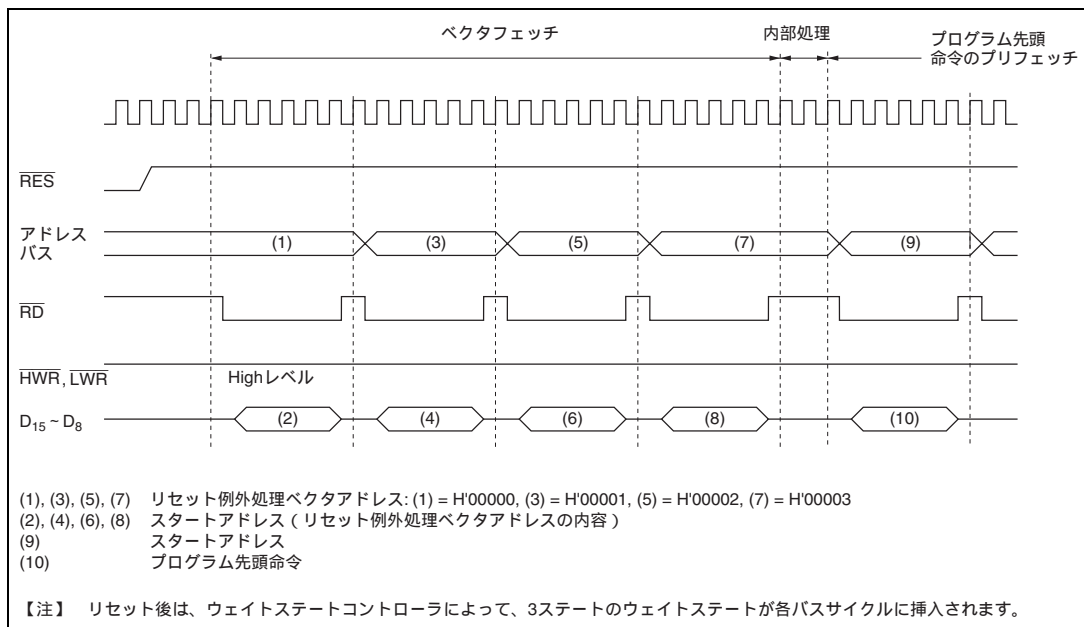 ベクタフェッチ
内部処理
プログラム先頭
命令のプリフェッチ
RES
アドレス
バス
(1)
(3)
(5)
(7)
(9)
RD
HWR, LWR
Highレベル
D15 ~ D8
(2)
(4)
(6)
(8)
(10)
(1), (3), (5), (7) リセット例外処理ベクタアドレス: (1) = H'00000, (3) = H'00001, (5) = H'00002, (7) = H'00003
(2), (4), (6), (8) スタートアドレス ( リセット例外処理ベクタアドレスの内容 )
(9) スタートアドレス
(10) プログラム先頭命令
【注】 リセット後は、ウェイトステートコントローラによって、3ステートのウェイトステートが各バスサイクルに挿入されます。